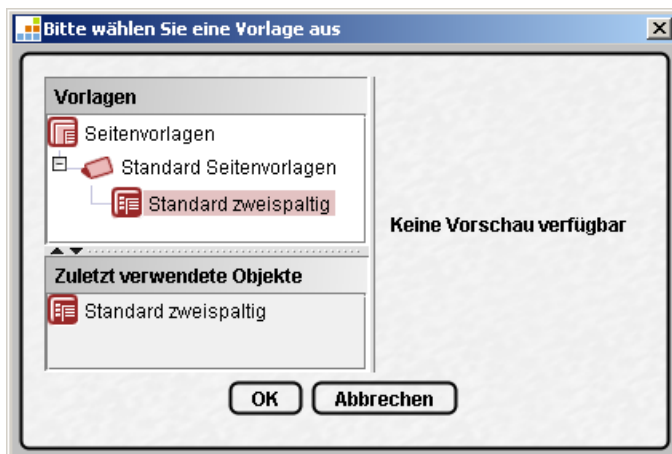 Bitte wählen Sie eine Vorlage aus
Vorlagen
Seitenvorlagen
Standard Seitenvorlagen
Standard zweispaltig
Keine Vorschau verfügbar
Zuletzt verwendete Objekte
Standard zweispaltig
OK
Abbrechen